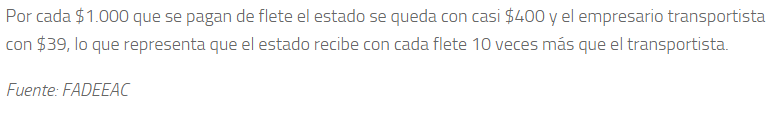 Por cada $1.000 que se pagan de flete el estado se queda con casi $400 y el empresario transportista
con $39, lo que representa que el estado recibe con cada flete 10 veces más que el transportista.
Fuente: FADEEAC